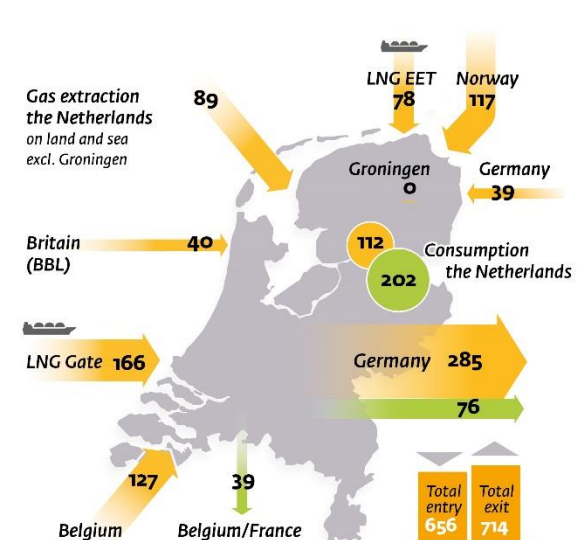 LNG EET
78
Norway
117
Gas extraction
the Netherlands
on land and sea
excl. Groningen
89
Groningen
0
Germany
39
Britain
(BBL)
40
112
202
Consumption
the Netherlands
LNG Gate 166
Germany 285
76
127
Belgium
39
Belgium/France
Total
entry
656
Total
exit
714